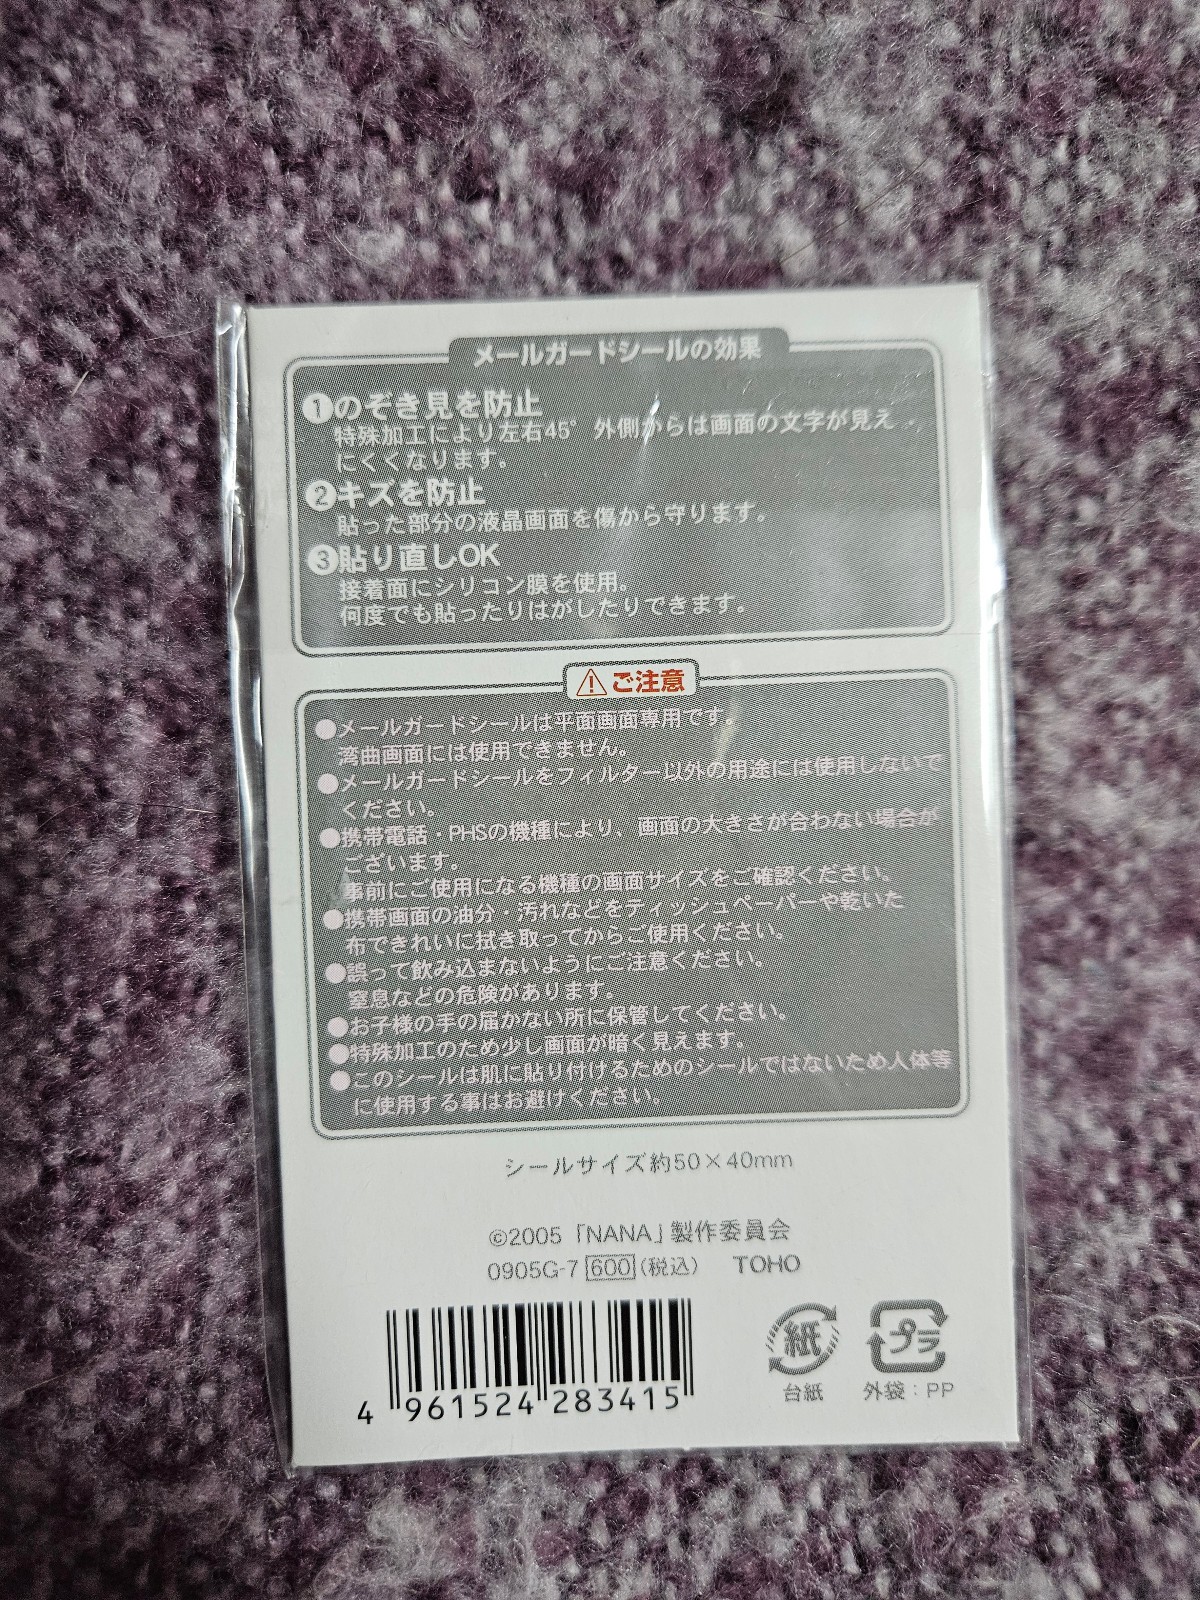 メールガードシールの効果
①のぞき見を防止
特殊加工により左右45° 外側からは画面の文字が見え
にくくなります。
②キズを防止
貼った部分の液晶画面を傷から守ります。
③貼り直しOK
接着面にシリコン膜を使用。
何度でも貼ったりはがしたりできます。
⚠ご注意
●メールガードシールは平面画面専用です。
湾曲画面には使用できません。
●メールガードシールをフィルター以外の用途には使用しないで
ください。
●携帯電話・PHSの機種により、画面の大きさが合わない場合が
ございます。
事前にご使用になる機種の画面サイズをご確認ください。
●携帯画面の油分・汚れなどをティッシュペーパーや乾いた
布できれいに拭き取ってからご使用ください。
●誤って飲み込まないようにご注意ください。
窒息などの危険があります。
●お子様の手の届かない所に保管してください。
●特殊加工のため少し画面が暗く見えます。
●このシールは肌に貼り付けるためのシールではないため人体等
に使用する事はお避けください。
シールサイズ約50×40mm
©2005「NANA」製作委員会
0905G-7 600 (税込) TOHO
4 961524 283415
紙
台紙
プラ
外袋：PP